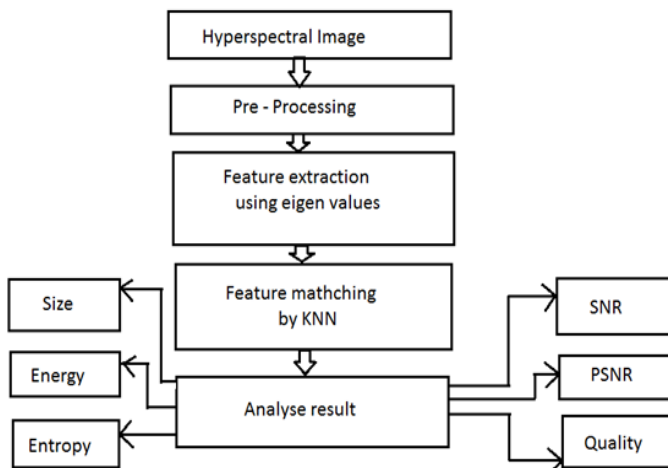 Hyperspectral Image
Pre - Processing
Feature extraction
using eigen values
Feature mathching
by KNN
Size
SNR
Energy
PSNR
Analyse result
Entropy
Quality